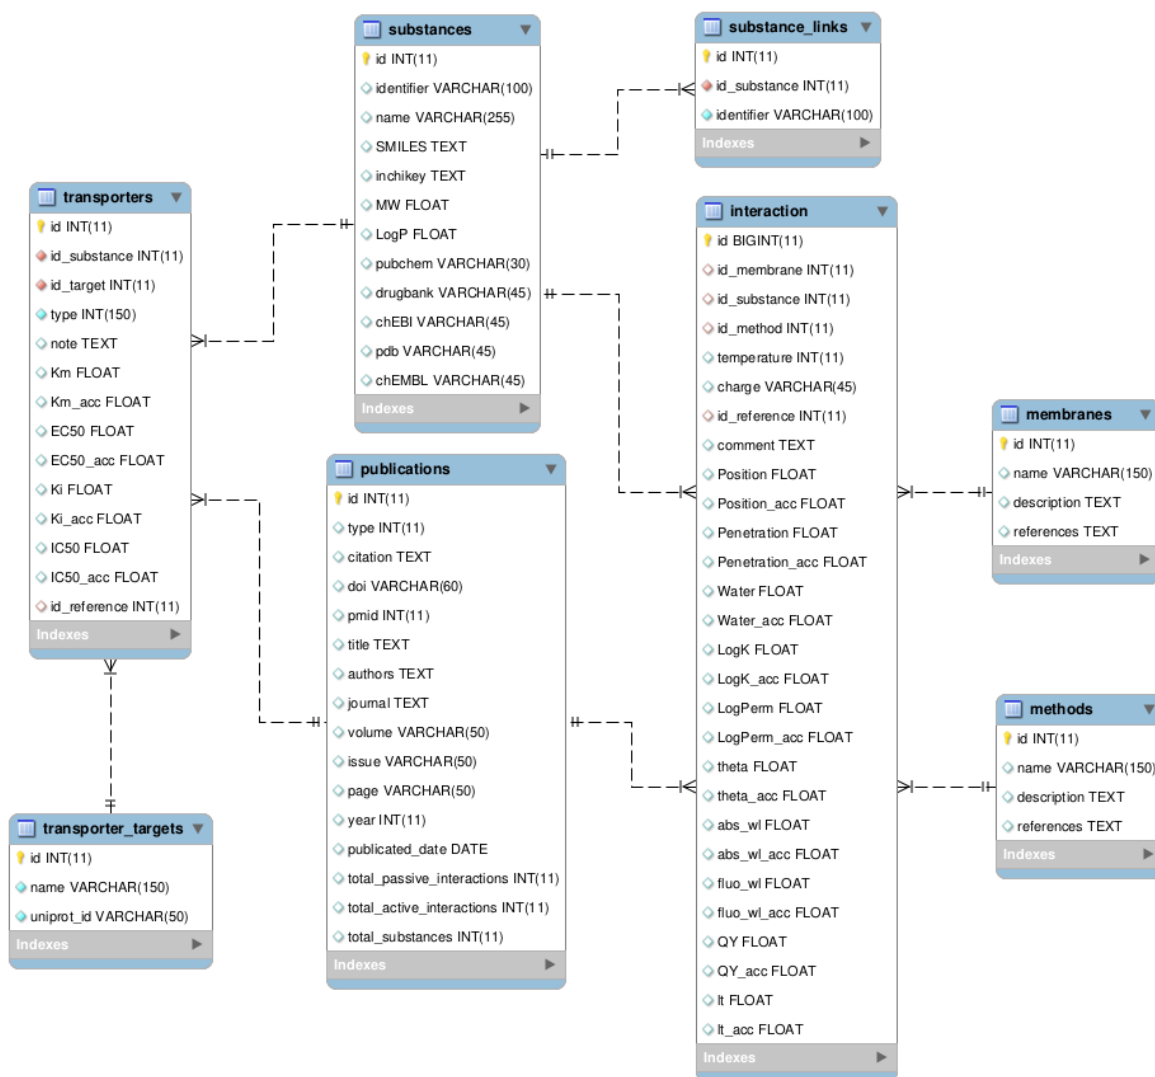 substances
id INT(11)
identifier VARCHAR(100)
name VARCHAR(255)
SMILES TEXT
inchikey TEXT
MW FLOAT
LogP FLOAT
pubchem VARCHAR(30)
drugbank VARCHAR(45)
chEBI VARCHAR(45)
pdb VARCHAR(45)
chEMBL VARCHAR(45)
Indexes
substance_links
id INT(11)
id_substance INT(11)
identifier VARCHAR(100)
Indexes
transporters
id INT(11)
id_substance INT(11)
id_target INT(11)
type INT(150)
note TEXT
Km FLOAT
Km_acc FLOAT
EC50 FLOAT
EC50_acc FLOAT
Ki FLOAT
Ki_acc FLOAT
IC50 FLOAT
IC50_acc FLOAT
id_reference INT(11)
Indexes
interaction
id BIGINT(11)
id_membrane INT(11)
id_substance INT(11)
id_method INT(11)
temperature INT(11)
charge VARCHAR(45)
id_reference INT(11)
comment TEXT
Position FLOAT
Position_acc FLOAT
Penetration FLOAT
Penetration_acc FLOAT
Water FLOAT
Water_acc FLOAT
LogK FLOAT
LogK_acc FLOAT
LogPerm FLOAT
LogPerm_acc FLOAT
theta FLOAT
theta_acc FLOAT
abs_wl FLOAT
abs_wl_acc FLOAT
fluo_wl FLOAT
fluo_wl_acc FLOAT
QY FLOAT
QY_acc FLOAT
lt FLOAT
lt_acc FLOAT
Indexes
membranes
id INT(11)
name VARCHAR(150)
description TEXT
references TEXT
Indexes
publications
id INT(11)
type INT(11)
citation TEXT
doi VARCHAR(60)
pmid INT(11)
title TEXT
authors TEXT
journal TEXT
volume VARCHAR(50)
issue VARCHAR(50)
page VARCHAR(50)
year INT(11)
publicated_date DATE
total_passive_interactions INT(11)
total_active_interactions INT(11)
total_substances INT(11)
Indexes
methods
id INT(11)
name VARCHAR(150)
description TEXT
references TEXT
Indexes
transporter_targets
id INT(11)
name VARCHAR(150)
uniprot_id VARCHAR(50)
Indexes